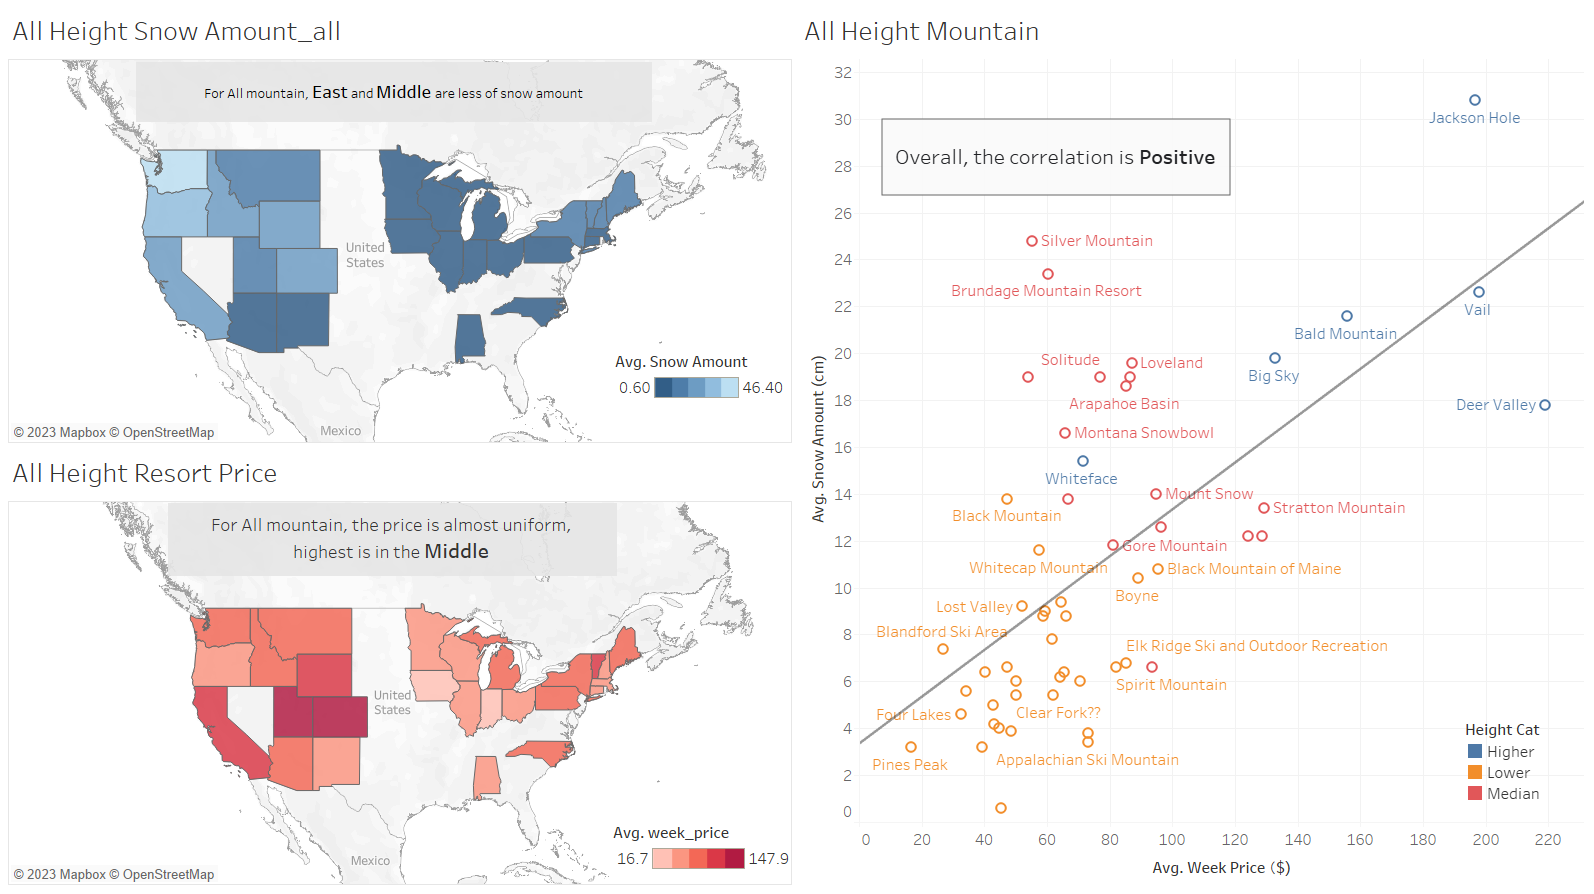 All Height Snow Amount_all
For All mountain, East and Middle are less of snow amount
United
States
Avg. Snow Amount
0.60 46.40
Mexico
© 2023 Mapbox © OpenStreetMap
All Height Resort Price
For All mountain, the price is almost uniform,
highest is in the Middle
United
States
Avg. week_price
16.7 147.9
Mexico
© 2023 Mapbox © OpenStreetMap
All Height Mountain
32
30
28
26
24
22
20
18
16
14
12
10
8
6
4
2
0
Avg. Snow Amount (cm)
Overall, the correlation is Positive
Jackson Hole
Silver Mountain
Brundage Mountain Resort
Vail
Bald Mountain
Solitude
Loveland
Big Sky
Arapahoe Basin
Deer Valley
Montana Snowbowl
Whiteface
Mount Snow
Black Mountain
Stratton Mountain
Gore Mountain
Whitecap Mountain
Black Mountain of Maine
Boyne
Lost Valley
Blandford Ski Area
Elk Ridge Ski and Outdoor Recreation
Spirit Mountain
Four Lakes
Clear Fork??
Pines Peak
Appalachian Ski Mountain
Height Cat
Higher
Lower
Median
0 20 40 60 80 100 120 140 160 180 200 220
Avg. Week Price ($)